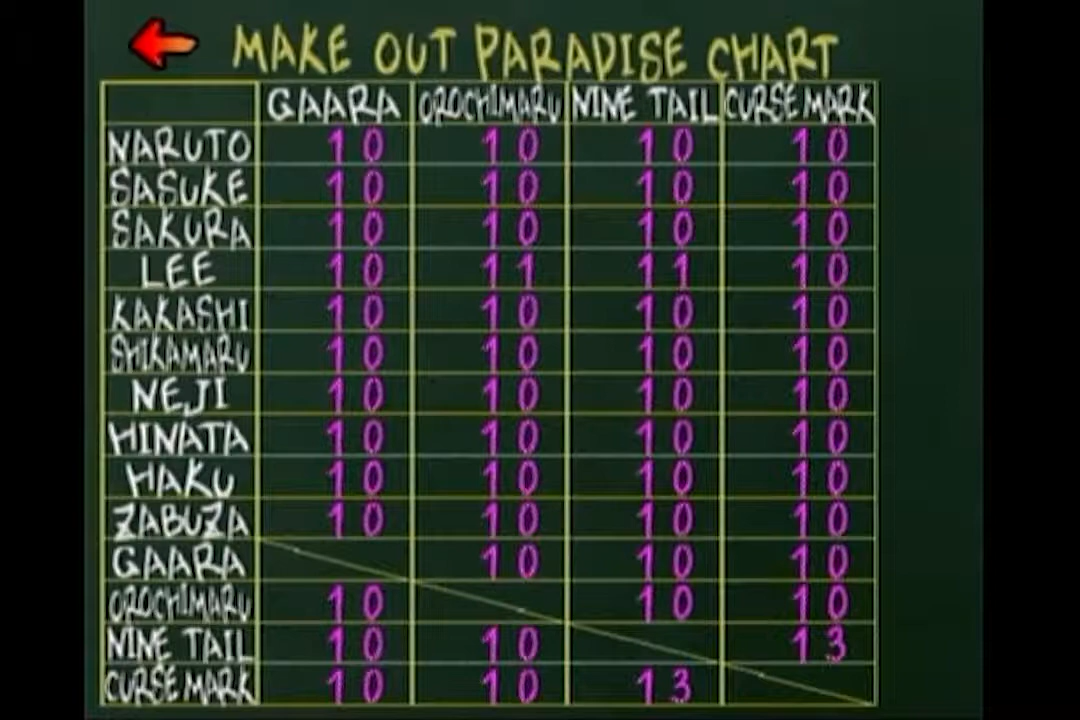 MAKE OUT PARADISE CHART
GAARA OROCHIMARU NINE TAIL CURSE MARK
NARUTO 10 10 10 10
SASUKE 10 10 10 10
SAKURA 10 10 10 10
LEE 10 11 11 10
KAKASHI 10 10 10 10
SHIKAMARU 10 10 10 10
NEJI 10 10 10 10
HINATA 10 10 10 10
HAKU 10 10 10 10
ZABUZA 10 10 10 10
GAARA 10 10 10
OROCHIMARU 10 10 10
NINE TAIL 10 10 13
CURSE MARK 10 10 13